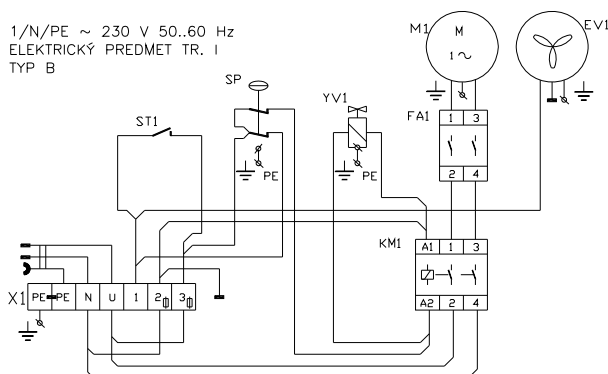 1/N/PE ~ 230 V 50..60 Hz
ELEKTRICKÝ PREDMET TR. I
TYP B
M1
M
1~
EV1
SP
YV1
ST1
FA1
1 3
2 4
PE
PE
KM1
A1 1 3
A2 2 4
X1
PE PE N U 1 2 3